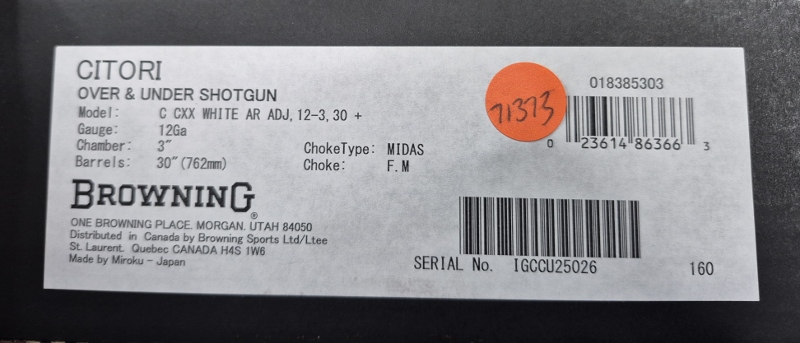 CITORI
OVER & UNDER SHOTGUN
Model: C CXX WHITE AR ADJ, 12-3, 30 +
Gauge: 12Ga
Chamber: 3"
Barrels: 30"(762mm)
ChokeType: MIDAS
Choke: F.M
71373
018385303
0 23614 86366 3
BROWNING®
ONE BROWNING PLACE. MORGAN. UTAH 84050
Distributed in Canada by Browning Sports Ltd/Ltee
St. Laurent. Quebec CANADA H4S 1W6
Made by Miroku - Japan
SERIAL No. IGCCU25026
160